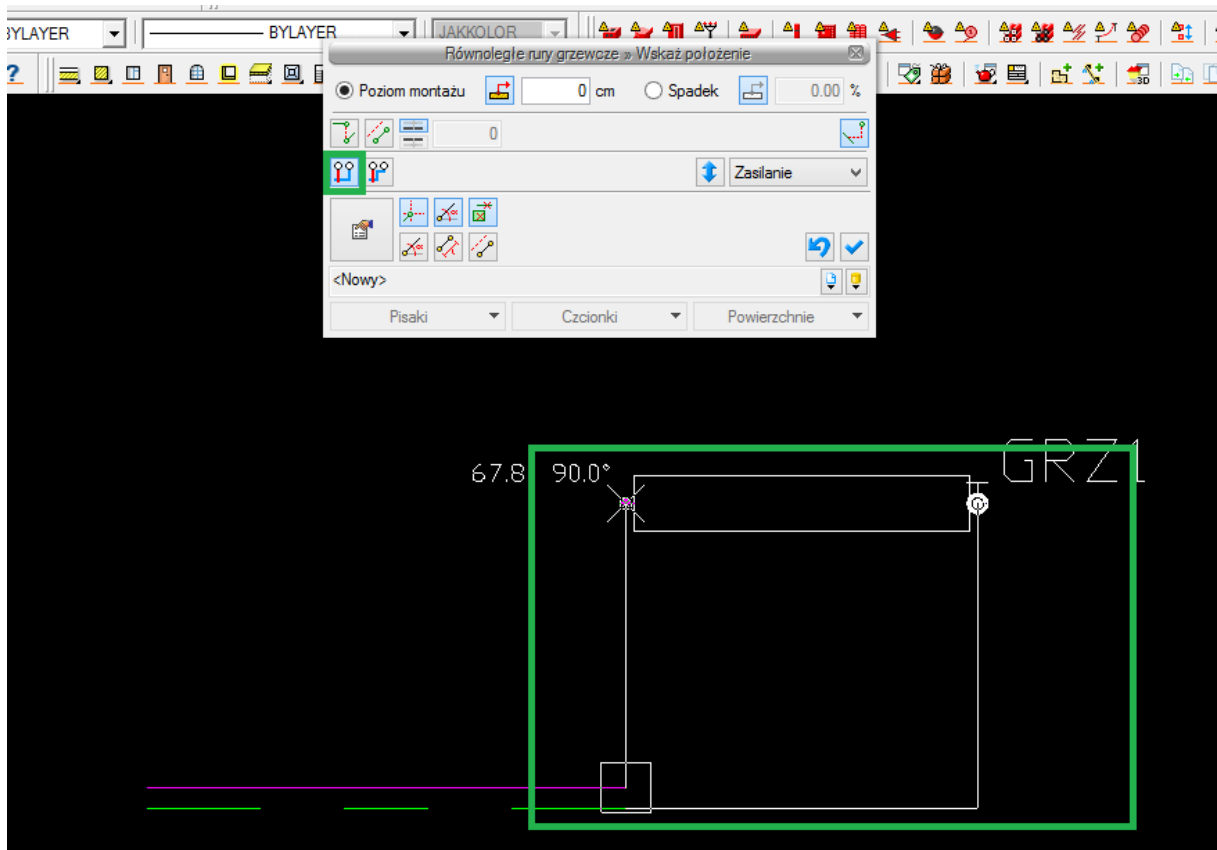 BYLAYER
BYLAYER
JAKKOLOR
Równoległe rury grzewcze » Wskaż położenie
Poziom montażu 0 cm Spadek 0.00 %
0
Zasilanie
<Nowy>
Pisaki Czcionki Powierzchnie
GRZ1
67.8 90.0°